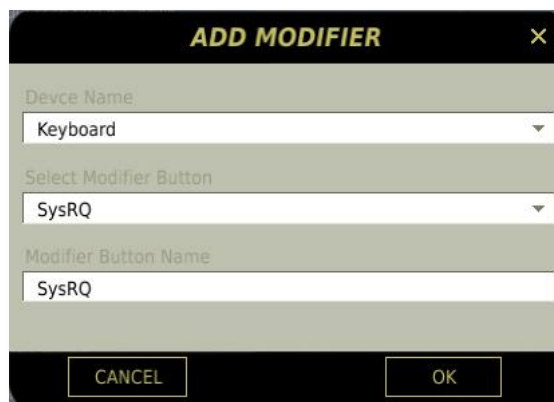 ADD MODIFIER
Devce Name
Keyboard
Select Modifier Button
SysRQ
Modifier Button Name
SysRQ
CANCEL OK